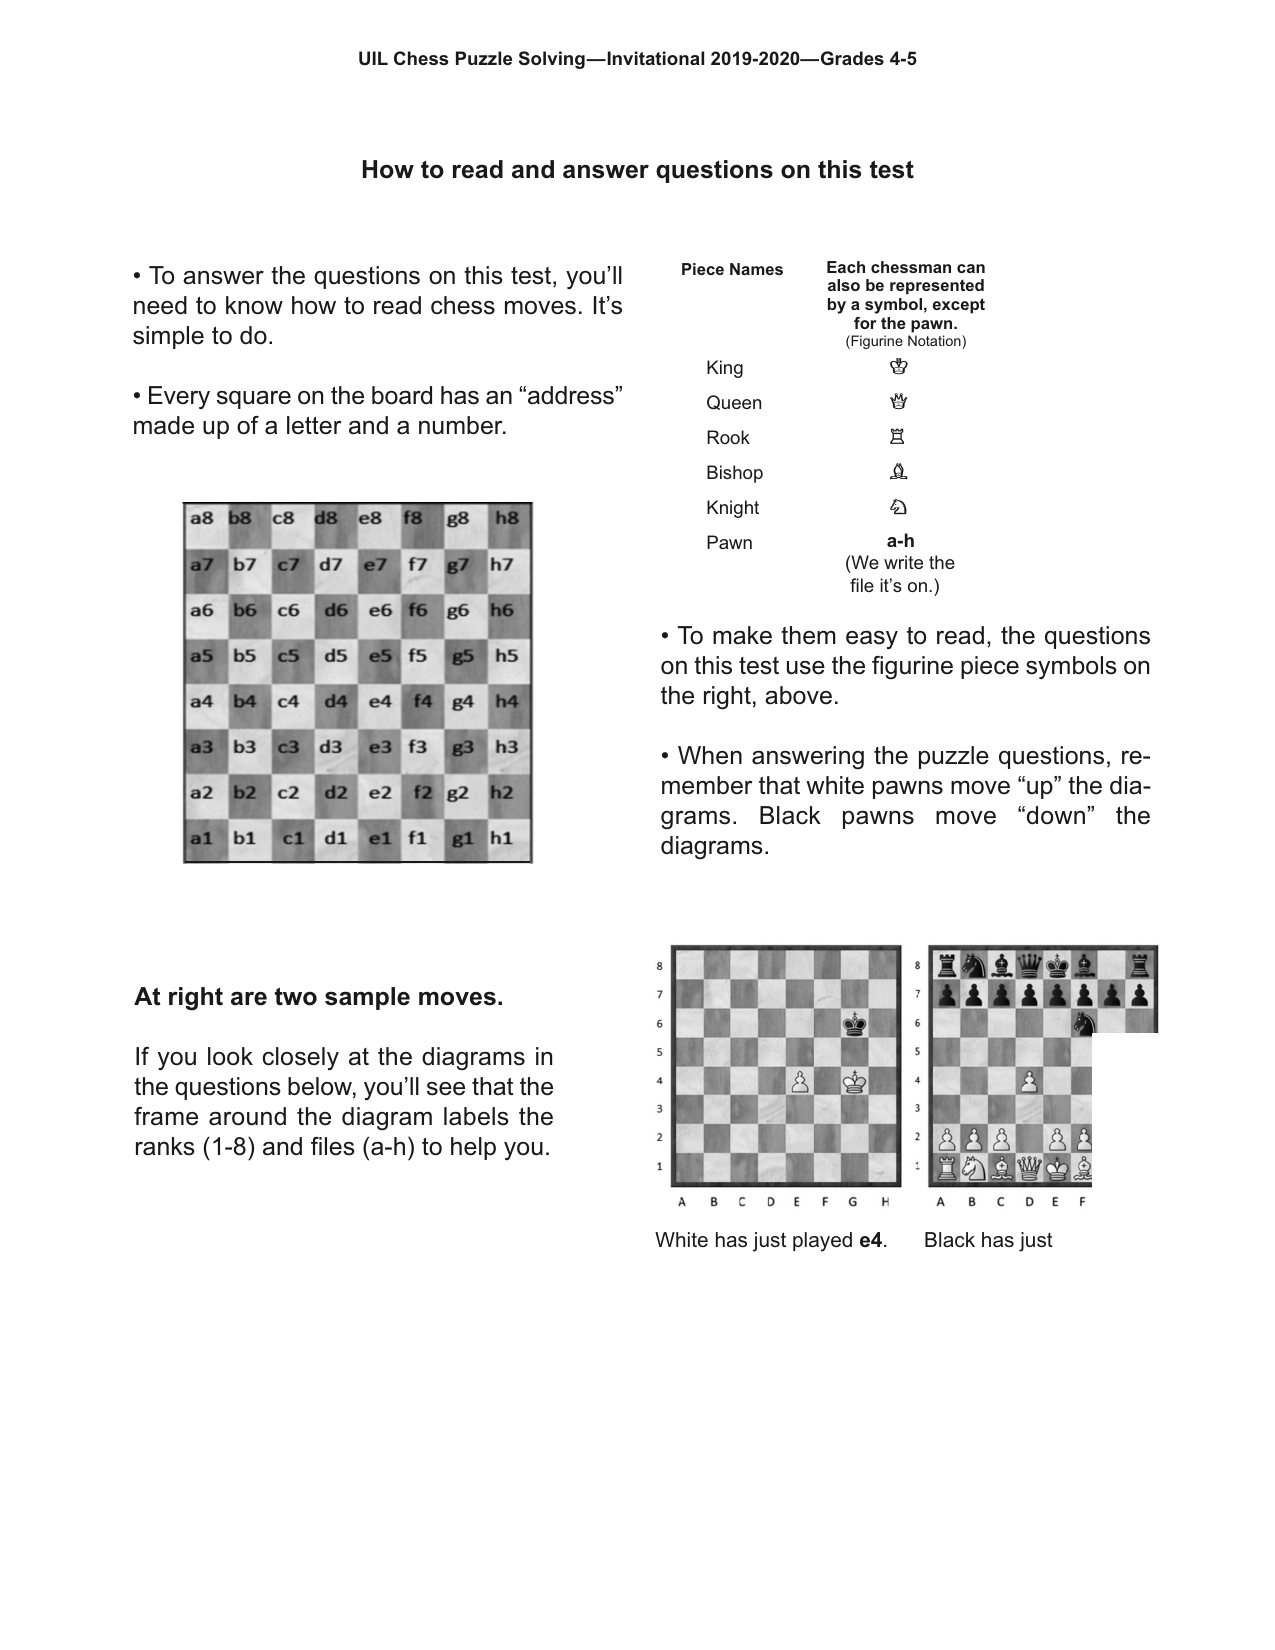 UIL Chess Puzzle Solving—Invitational 2019-2020—Grades 4-5
How to read and answer questions on this test
• To answer the questions on this test, you’ll
need to know how to read chess moves. It’s
simple to do.
• Every square on the board has an “address”
made up of a letter and a number.
a8 b8 c8 d8 e8 f8 g8 h8
a7 b7 c7 d7 e7 f7 g7 h7
a6 b6 c6 d6 e6 f6 g6 h6
a5 b5 c5 d5 e5 f5 g5 h5
a4 b4 c4 d4 e4 f4 g4 h4
a3 b3 c3 d3 e3 f3 g3 h3
a2 b2 c2 d2 e2 f2 g2 h2
a1 b1 c1 d1 e1 f1 g1 h1
Piece Names
Each chessman can
also be represented
by a symbol, except
for the pawn.
(Figurine Notation)
King ♔
Queen ♕
Rook ♖
Bishop ♗
Knight ♘
Pawn a-h
(We write the
file it’s on.)
• To make them easy to read, the questions
on this test use the figurine piece symbols on
the right, above.
• When answering the puzzle questions, re-
member that white pawns move “up” the dia-
grams. Black pawns move “down” the
diagrams.
At right are two sample moves.
If you look closely at the diagrams in
the questions below, you’ll see that the
frame around the diagram labels the
ranks (1-8) and files (a-h) to help you.
8
7
6
5
4
3
2
1
A B C D E F G H
White has just played e4.
8
7
6
5
4
3
2
1
A B C D E F
Black has just